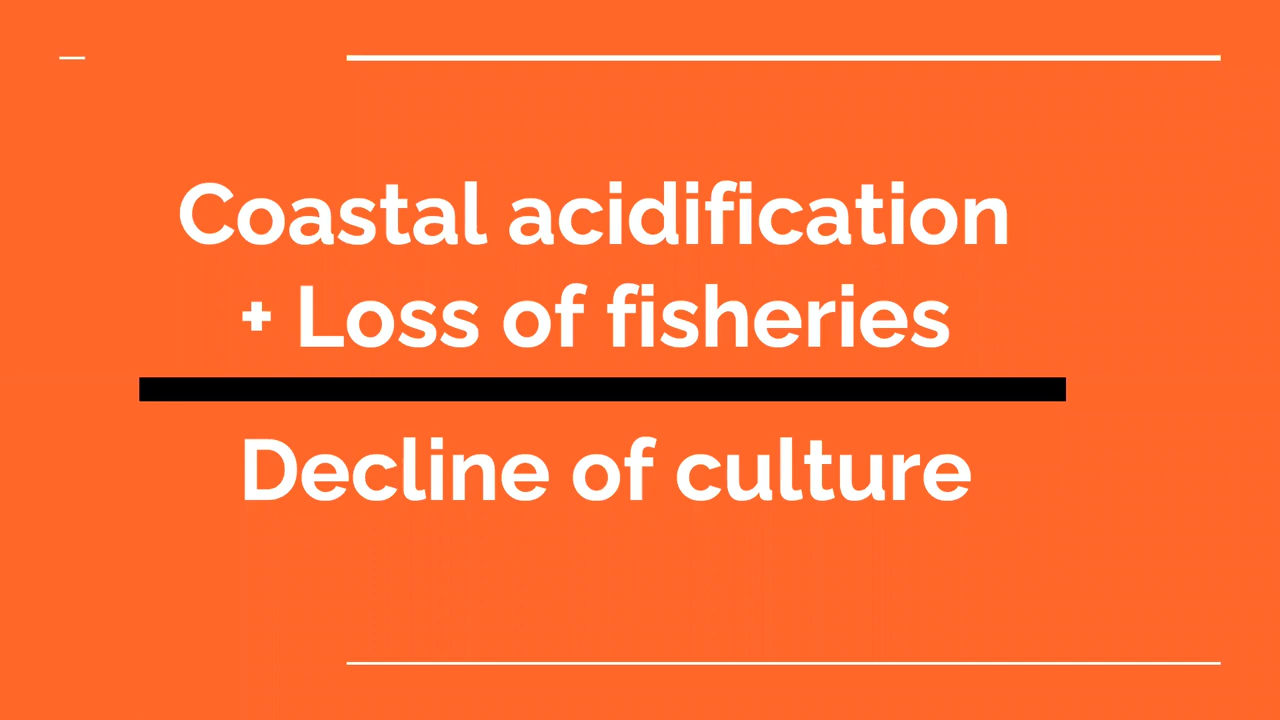 Coastal acidification
+ Loss of fisheries
Decline of culture